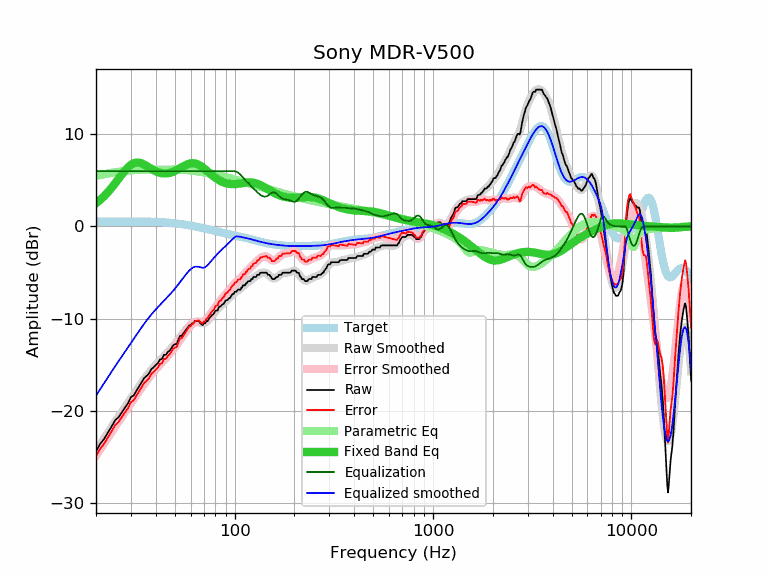 Sony MDR-V500
Amplitude (dBr)
10
0
−10
−20
−30
Target
Raw Smoothed
Error Smoothed
Raw
Error
Parametric Eq
Fixed Band Eq
Equalization
Equalized smoothed
100
1000
10000
Frequency (Hz)